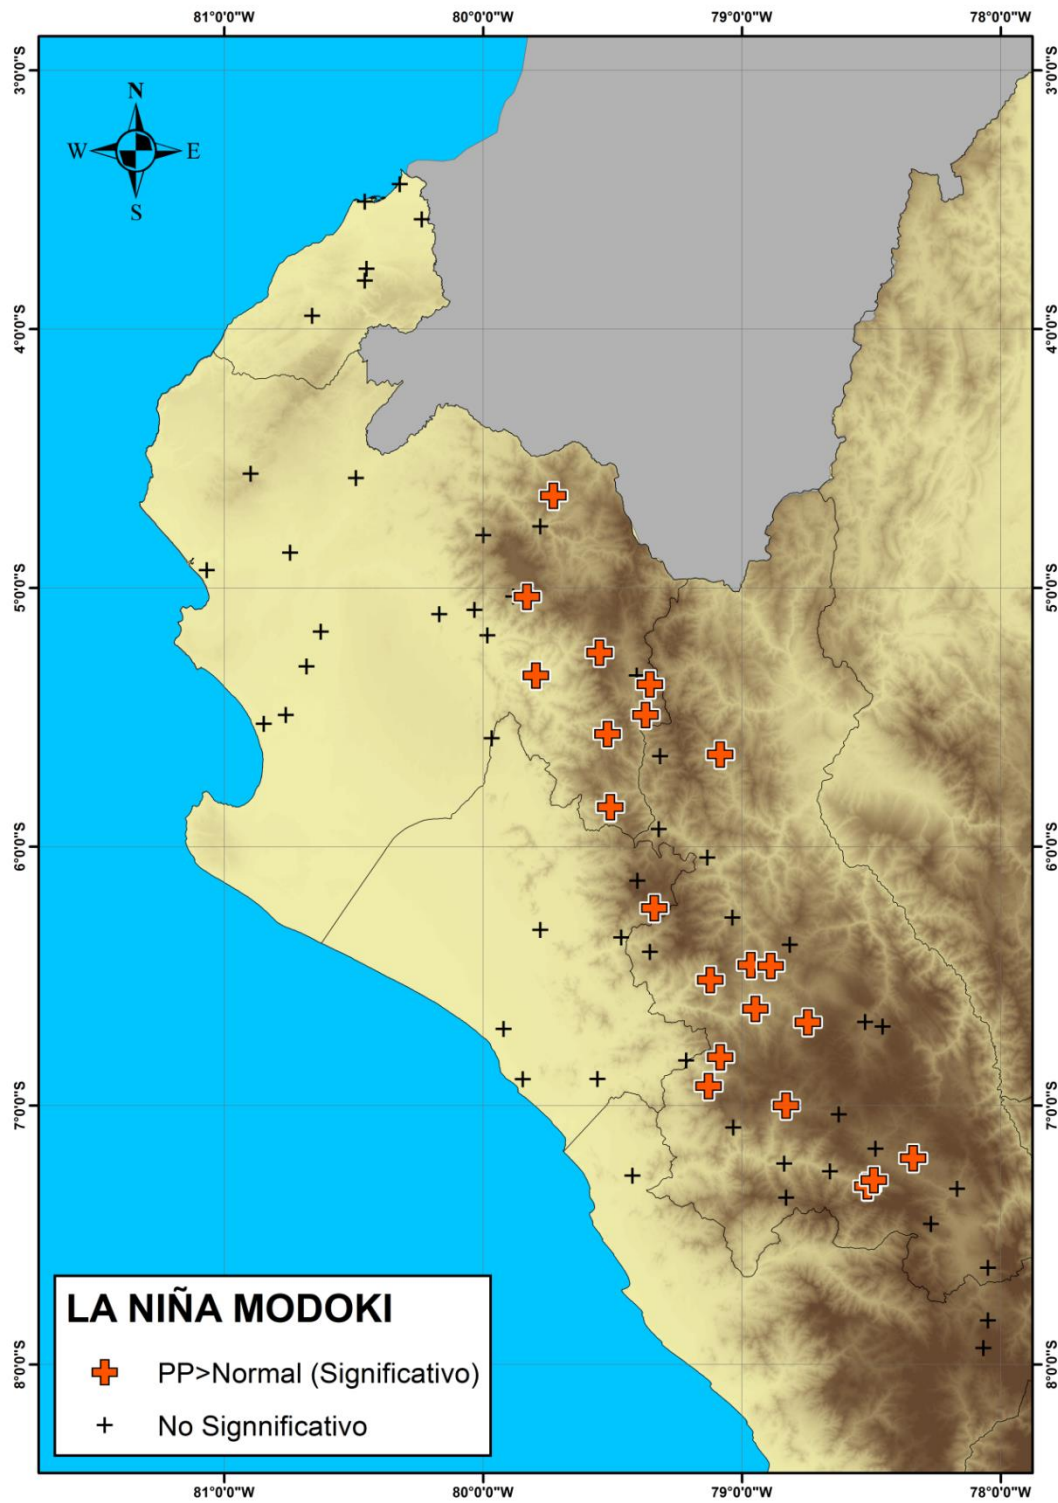 81°0'0"W 80°0'0"W 79°0'0"W 78°0'0"W
3°0'0"S 3°0'0"S
N
W E
S
4°0'0"S 4°0'0"S
5°0'0"S 5°0'0"S
6°0'0"S 6°0'0"S
7°0'0"S 7°0'0"S
LA NIÑA MODOKI
PP>Normal (Significativo)
No Signnificativo
8°0'0"S 8°0'0"S
81°0'0"W 80°0'0"W 79°0'0"W 78°0'0"W